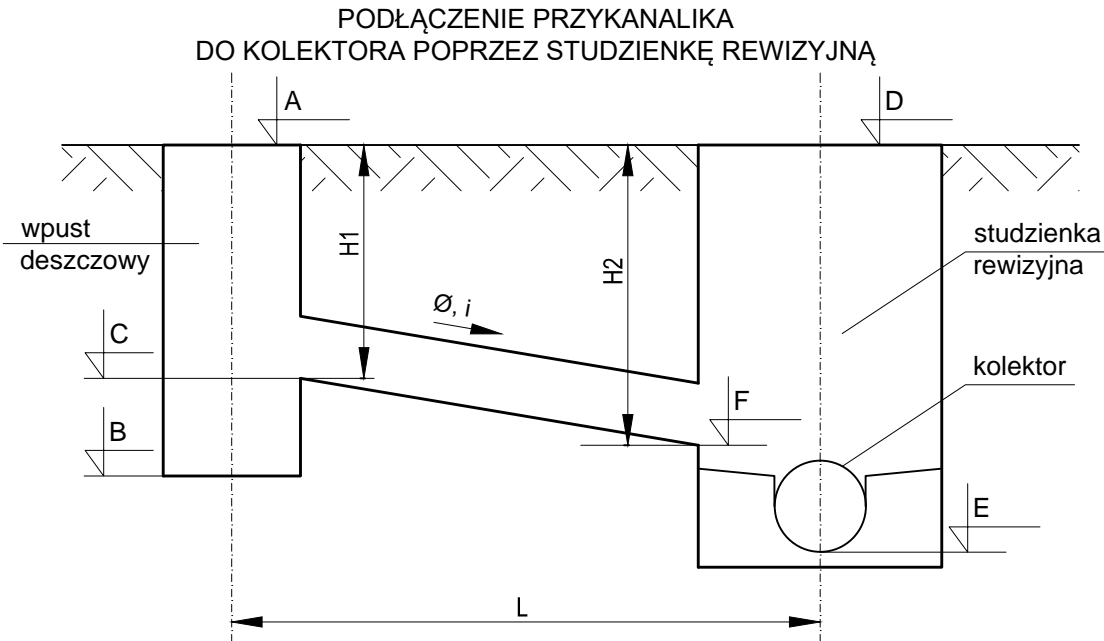 PODŁĄCZENIE PRZYKANALIKA
DO KOLEKTORA POPRZEZ STUDZIENKĘ REWIZYJNĄ
A
D
wpust
deszczowy
H1
H2
studzienka
rewizyjna
Ø, i
C
kolektor
F
B
E
L